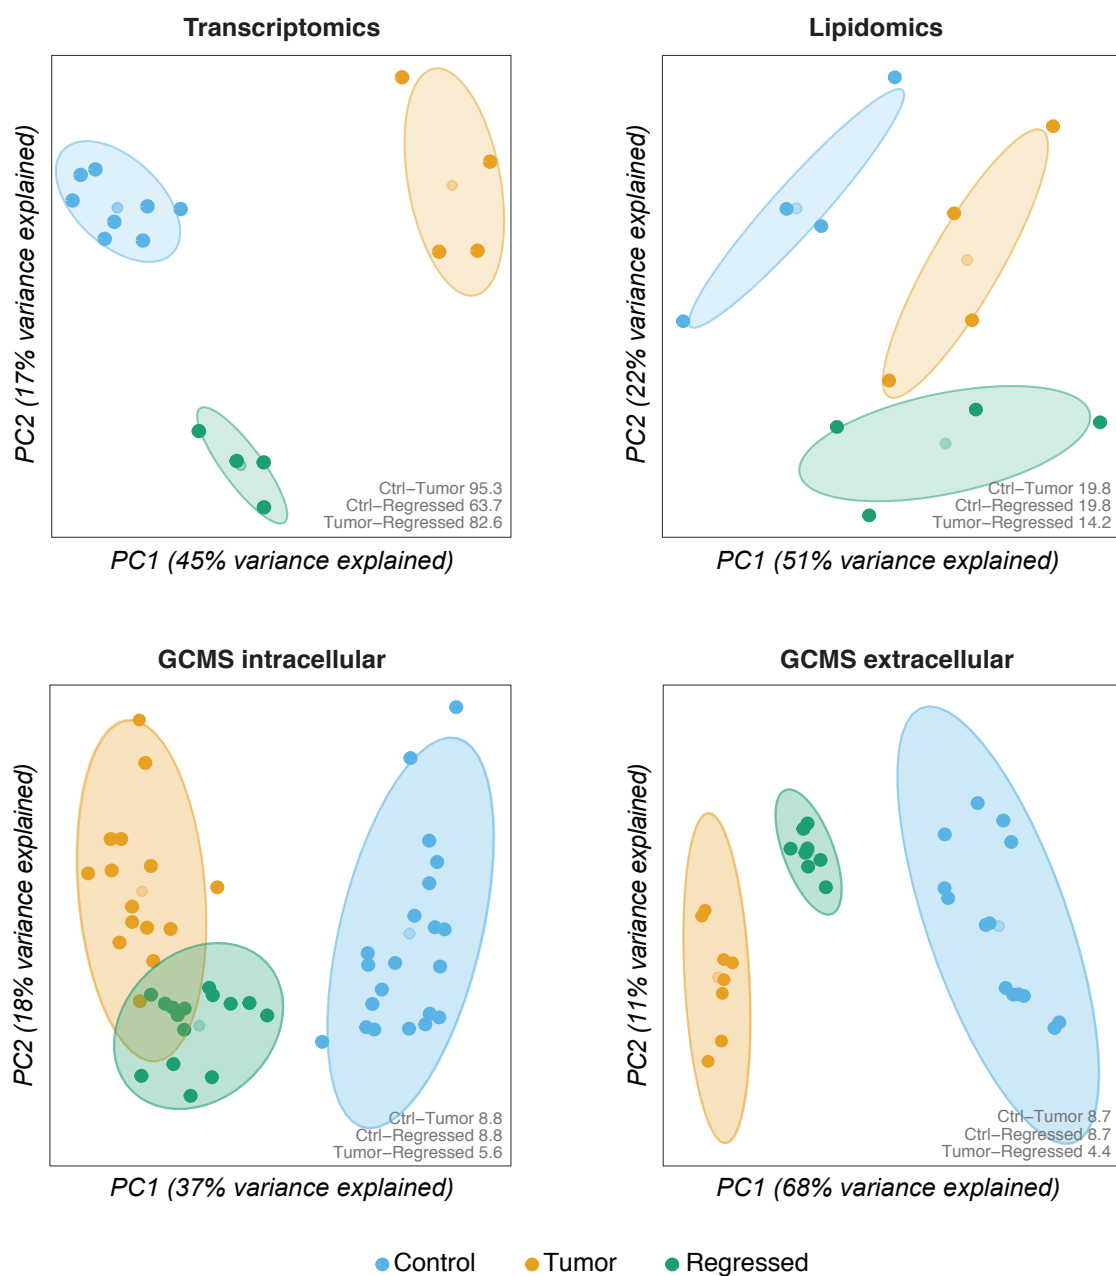 Transcriptomics
PC2 (17% variance explained)
Ctrl−Tumor 95.3
Ctrl−Regressed 63.7
Tumor−Regressed 82.6
PC1 (45% variance explained)
Lipidomics
PC2 (22% variance explained)
Ctrl−Tumor 19.8
Ctrl−Regressed 19.8
Tumor−Regressed 14.2
PC1 (51% variance explained)
GCMS intracellular
PC2 (18% variance explained)
Ctrl−Tumor 8.8
Ctrl−Regressed 8.8
Tumor−Regressed 5.6
PC1 (37% variance explained)
GCMS extracellular
PC2 (11% variance explained)
Ctrl−Tumor 8.7
Ctrl−Regressed 8.7
Tumor−Regressed 4.4
PC1 (68% variance explained)
Control Tumor Regressed